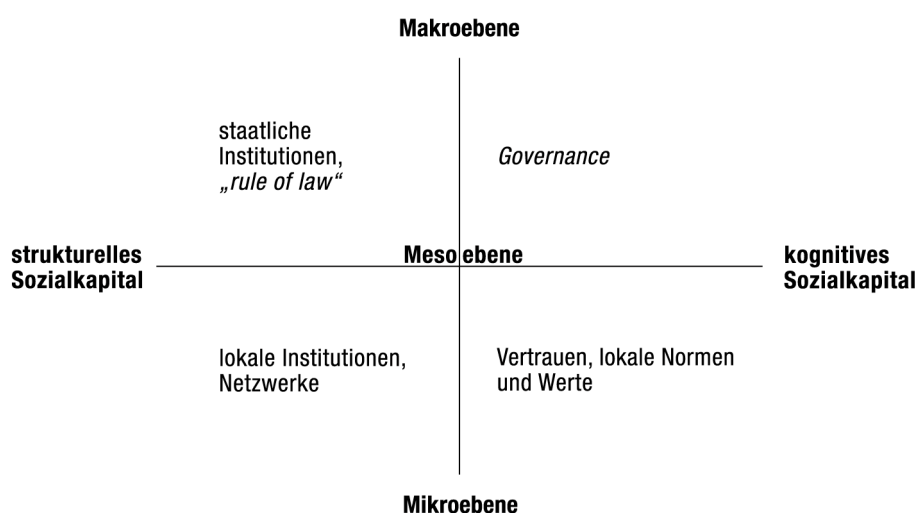 Makroebene
staatliche
Institutionen,
„rule of law“
Governance
strukturelles
Sozialkapital
Mesoebene
kognitives
Sozialkapital
lokale Institutionen,
Netzwerke
Vertrauen, lokale Normen
und Werte
Mikroebene